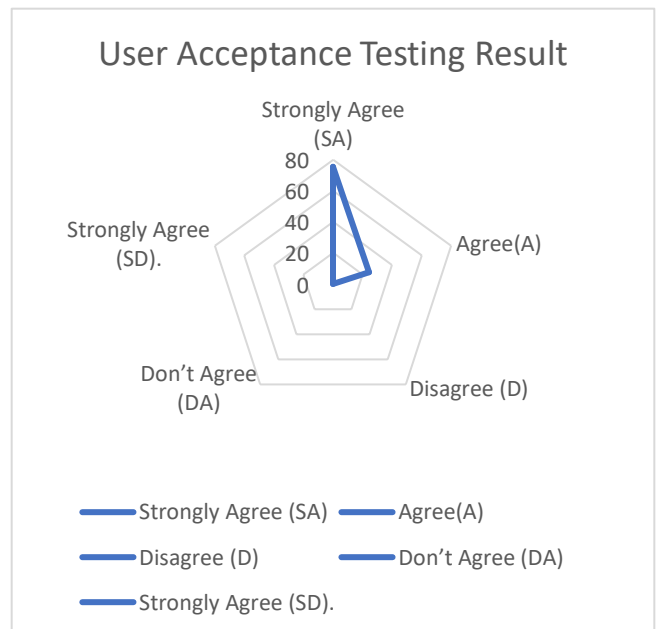 User Acceptance Testing Result
Strongly Agree
(SA)
80
60
40
20
0
Agree(A)
Disagree (D)
Don’t Agree
(DA)
Strongly Agree
(SD).
Strongly Agree (SA)
Agree(A)
Disagree (D)
Don’t Agree (DA)
Strongly Agree (SD).